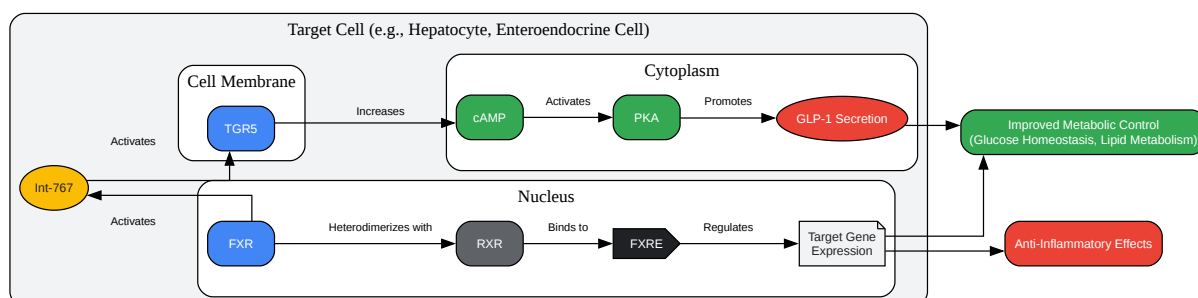 Target Cell (e.g., Hepatocyte, Enteroendocrine Cell)
Cell Membrane
Cytoplasm
TGR5
Increases
cAMP
Activates
PKA
Promotes
GLP-1 Secretion
Improved Metabolic Control
(Glucose Homeostasis, Lipid Metabolism)
Activates
Int-767
Activates
Nucleus
FXR
Heterodimerizes with
RXR
Binds to
FXRE
Regulates
Target Gene
Expression
Anti-Inflammatory Effects